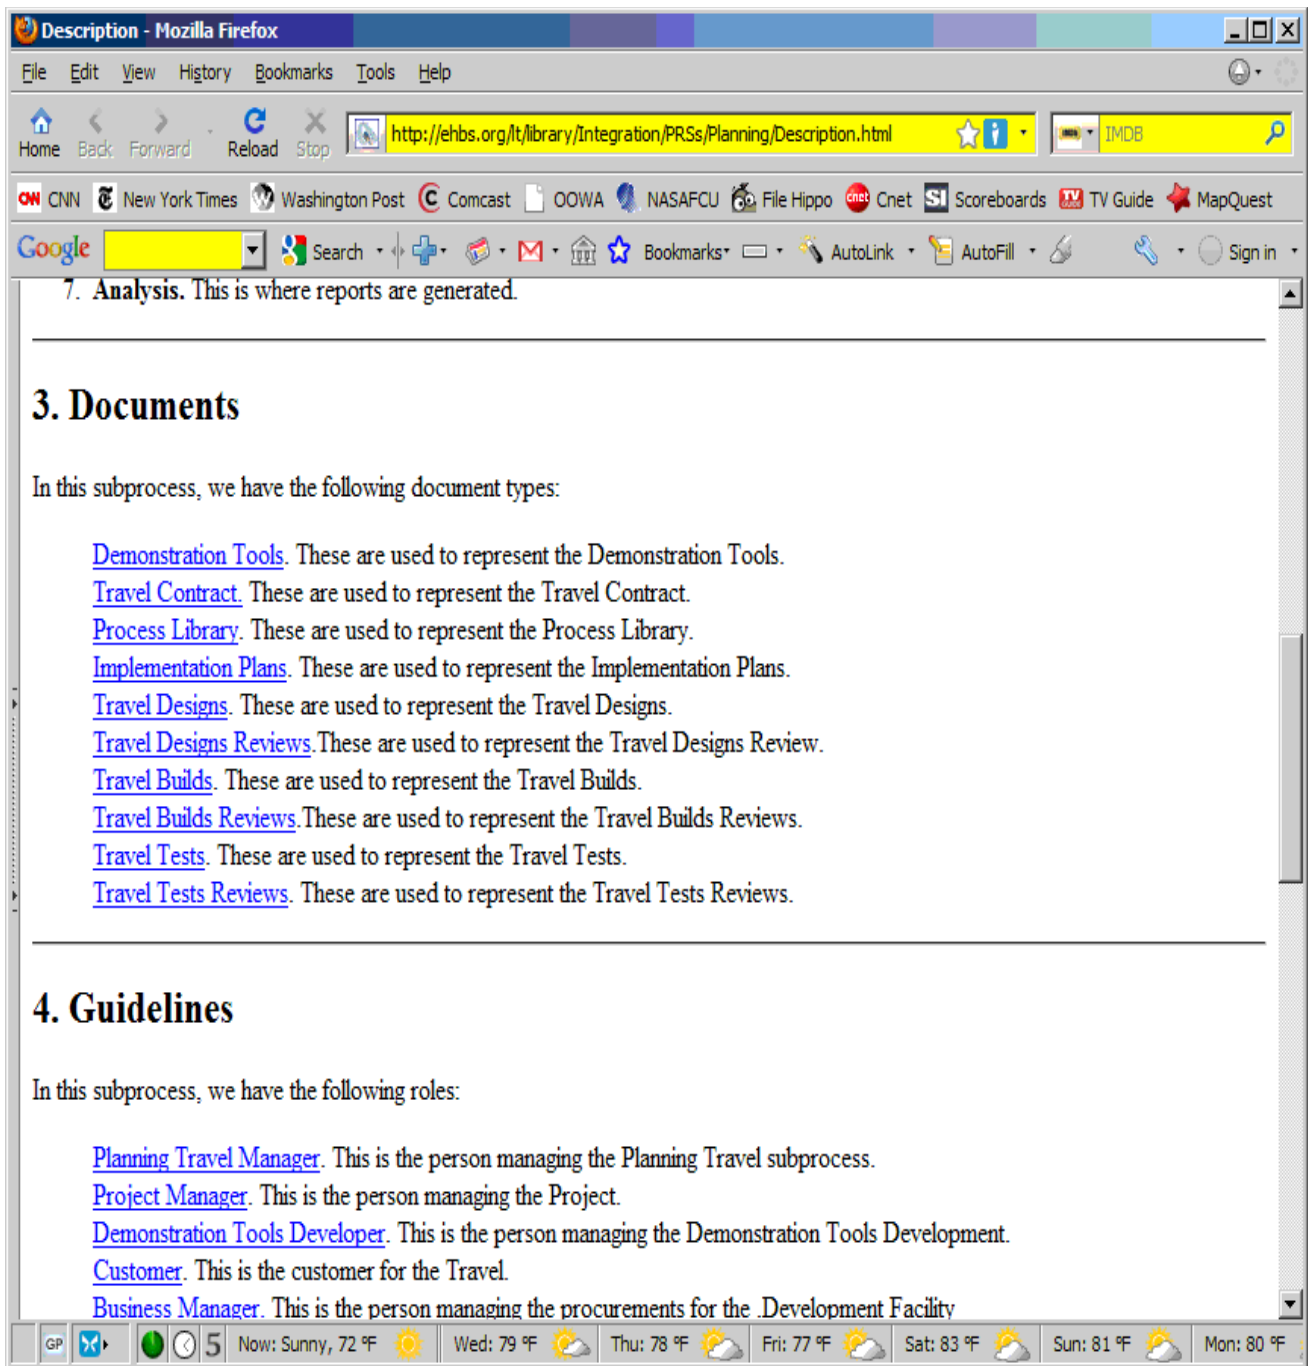 Description - Mozilla Firefox
File Edit View History Bookmarks Tools Help
Home Back Forward Reload Stop http://ehbs.org/lt/library/Integration/PRSs/Planning/Description.html IMDB
CNN New York Times Washington Post Comcast OOWA NASAFCU File Hippo cnet Cnet SI Scoreboards TV Guide MapQuest
Google Search Bookmarks AutoLink AutoFill Sign in
7. Analysis. This is where reports are generated.
3. Documents
In this subprocess, we have the following document types:
Demonstration Tools. These are used to represent the Demonstration Tools.
Travel Contract. These are used to represent the Travel Contract.
Process Library. These are used to represent the Process Library.
Implementation Plans. These are used to represent the Implementation Plans.
Travel Designs. These are used to represent the Travel Designs.
Travel Designs Reviews.These are used to represent the Travel Designs Review.
Travel Builds. These are used to represent the Travel Builds.
Travel Builds Reviews.These are used to represent the Travel Builds Reviews.
Travel Tests. These are used to represent the Travel Tests.
Travel Tests Reviews. These are used to represent the Travel Tests Reviews.
4. Guidelines
In this subprocess, we have the following roles:
Planning Travel Manager. This is the person managing the Planning Travel subprocess.
Project Manager. This is the person managing the Project.
Demonstration Tools Developer. This is the person managing the Demonstration Tools Development.
Customer. This is the customer for the Travel.
Business Manager. This is the person managing the procurements for the .Development Facility
GP 5 Now: Sunny, 72 °F Wed: 79 °F Thu: 78 °F Fri: 77 °F Sat: 83 °F Sun: 81 °F Mon: 80 °F